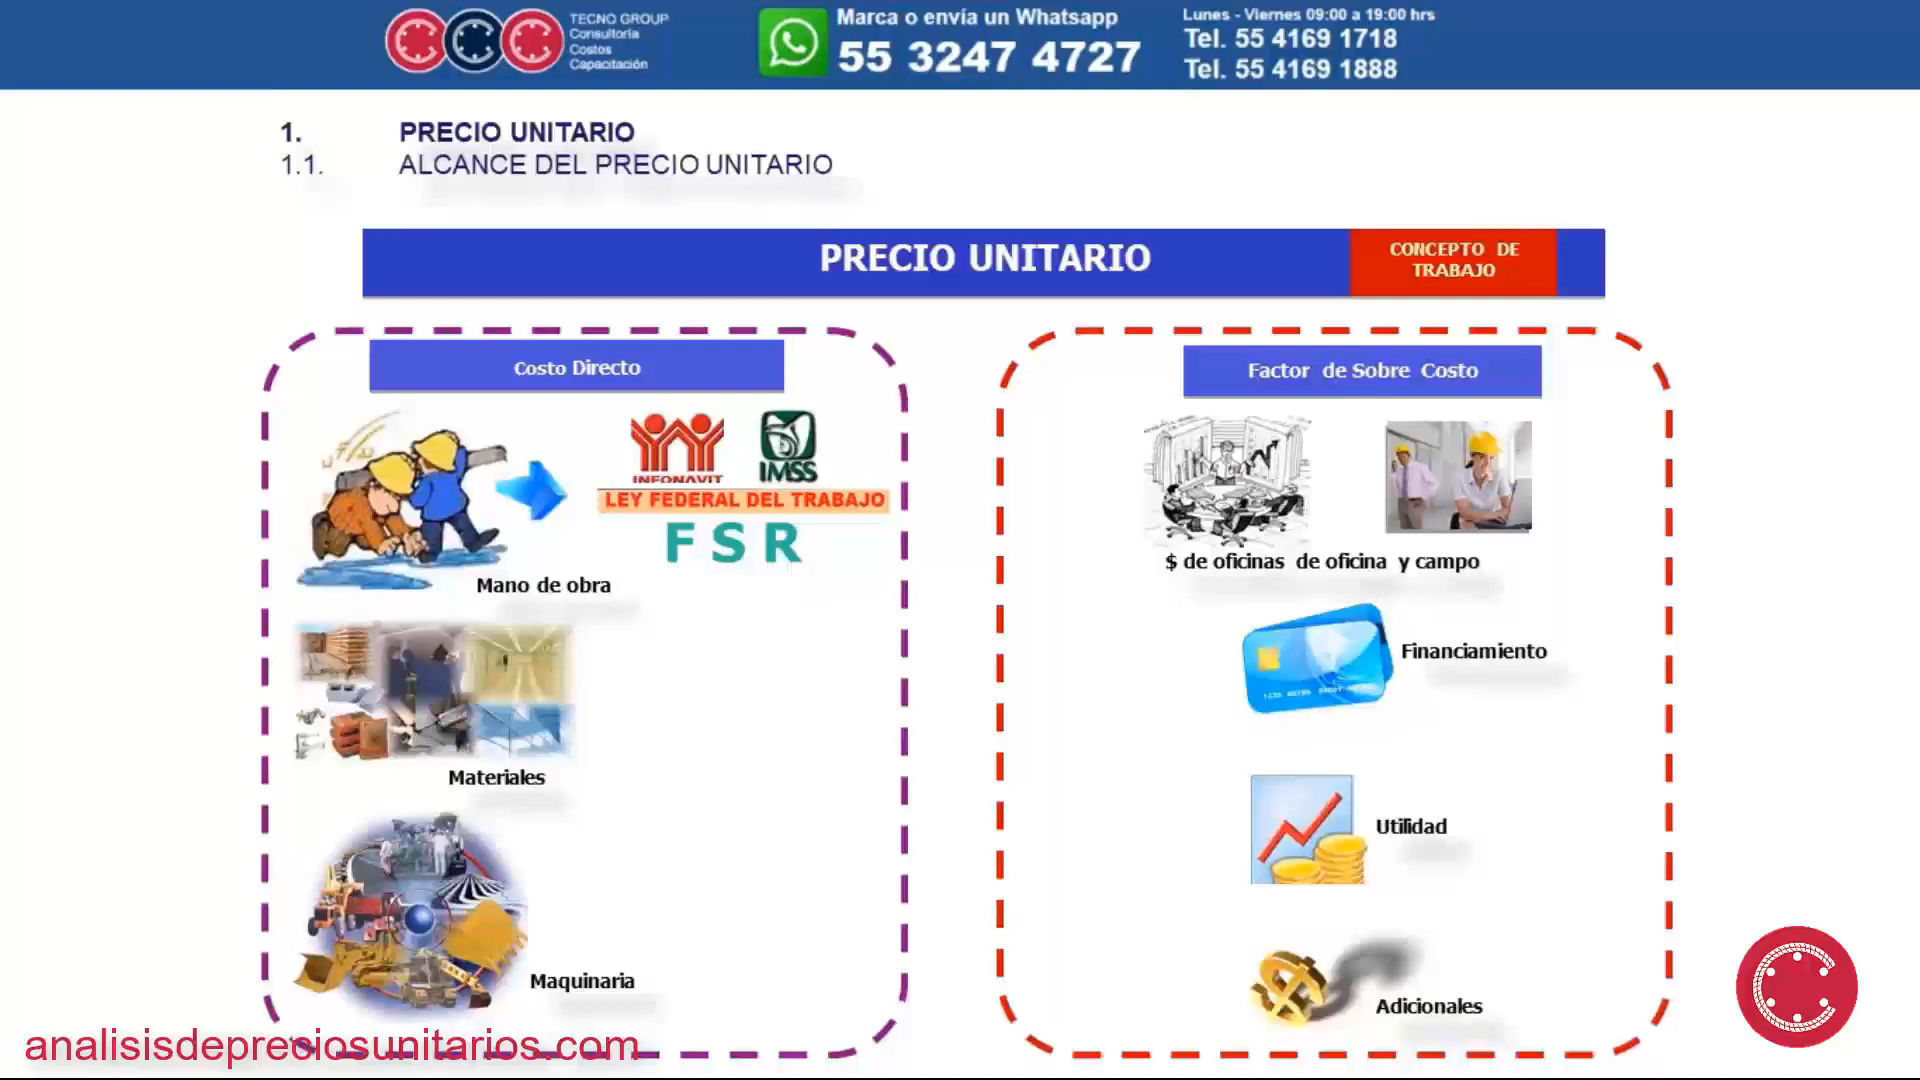 TECNO GROUP
Consultoría
Costos
Capacitación
Marca o envía un Whatsapp
55 3247 4727
Lunes - Viernes 09:00 a 19:00 hrs
Tel. 55 4169 1718
Tel. 55 4169 1888
1. PRECIO UNITARIO
1.1. ALCANCE DEL PRECIO UNITARIO
PRECIO UNITARIO
CONCEPTO DE
TRABAJO
Costo Directo
INFONAVIT
IMSS
LEY FEDERAL DEL TRABAJO
F S R
Mano de obra
Materiales
Maquinaria
Factor de Sobre Costo
$ de oficinas de oficina y campo
Financiamiento
Utilidad
Adicionales
analisisdepreciosunitarios.com